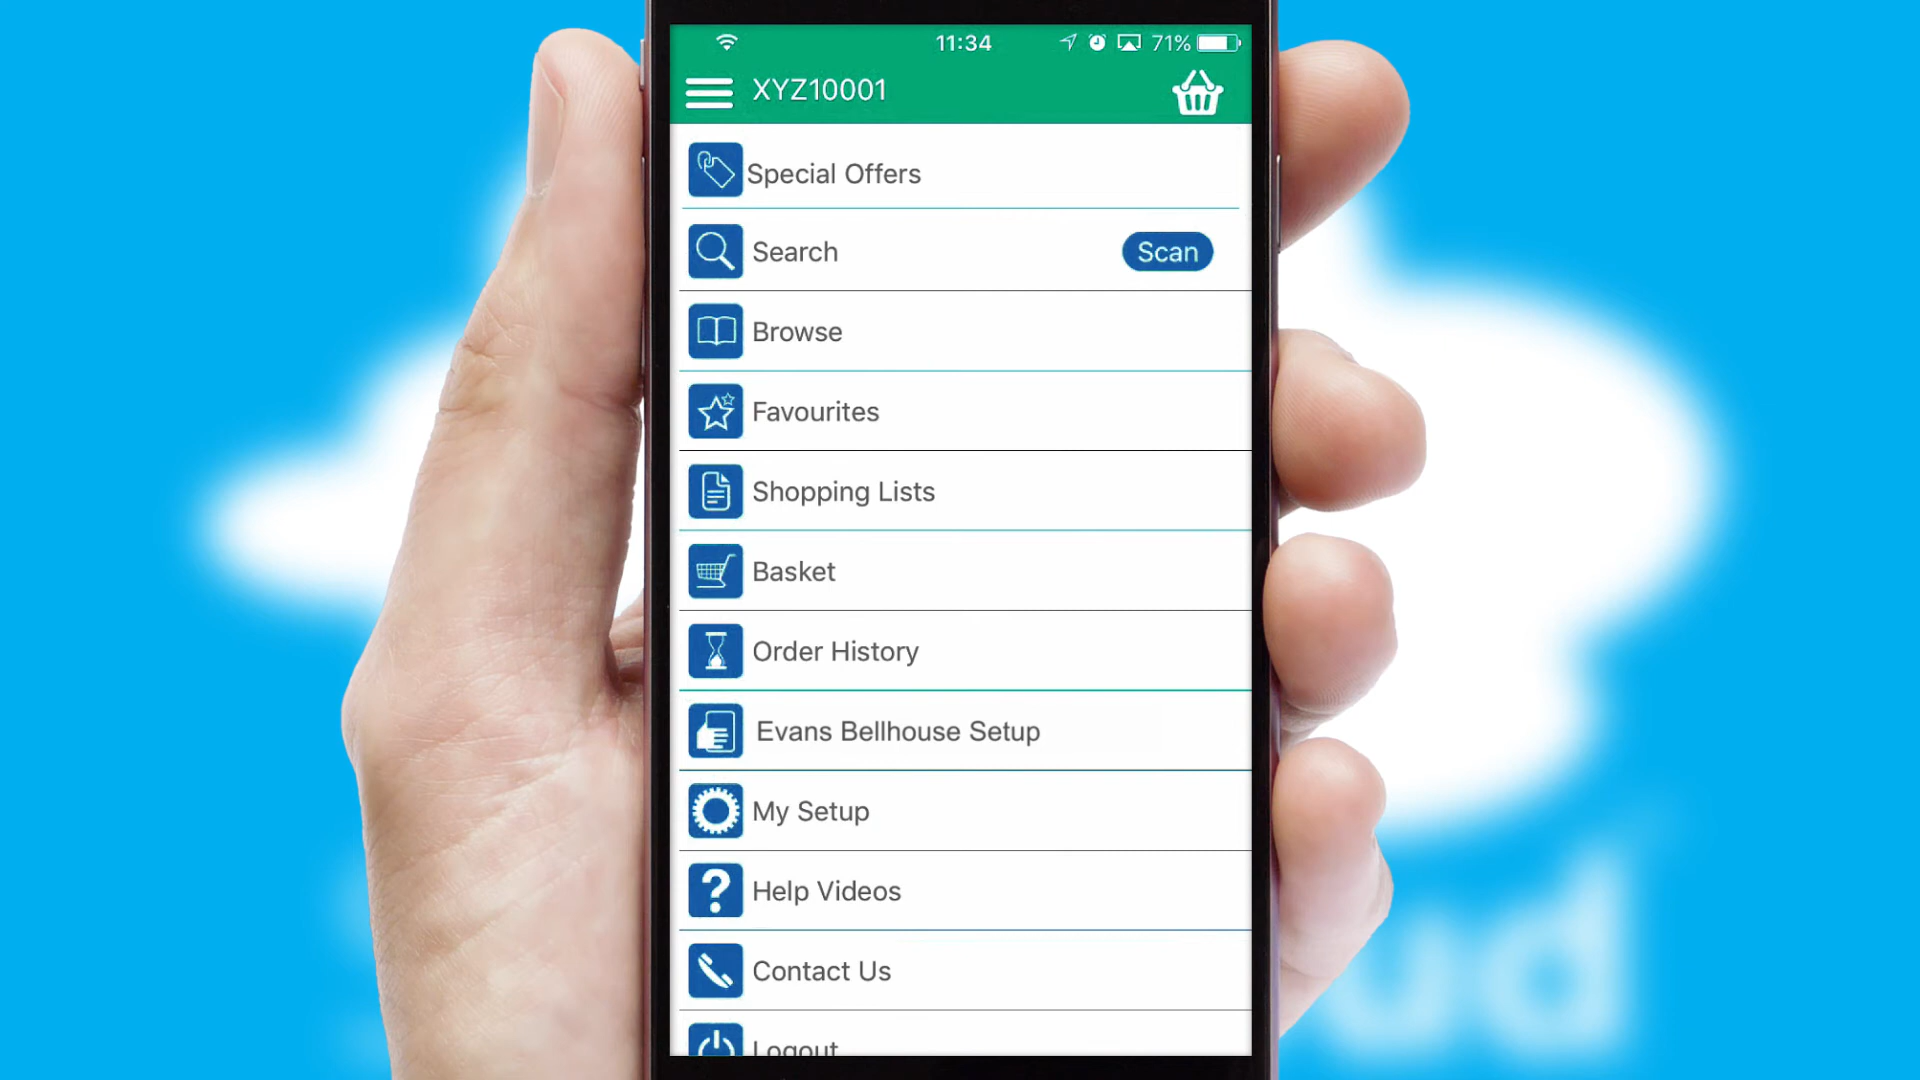 11:34
71%
XYZ10001
Special Offers
Search
Scan
Browse
Favourites
Shopping Lists
Basket
Order History
Evans Bellhouse Setup
My Setup
Help Videos
Contact Us
Logout